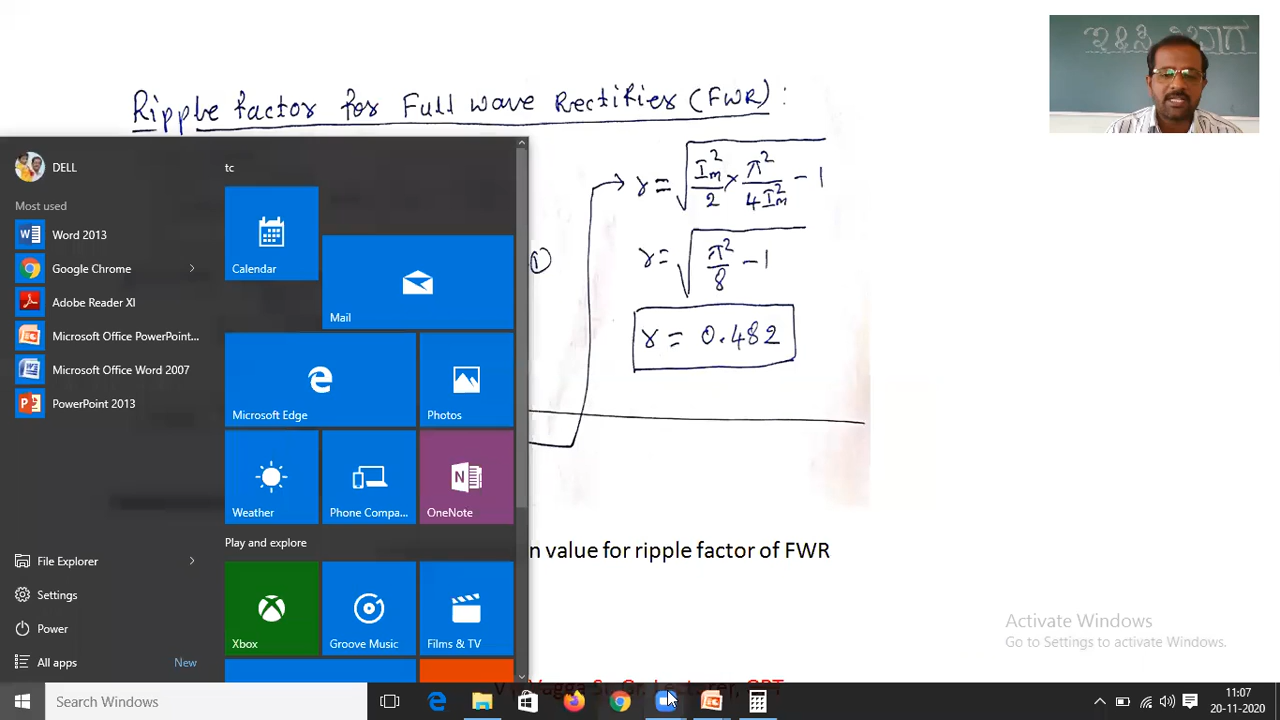 ಇ & ಸಿ ವಿಭಾಗ
Ripple factor for Full wave Rectifier (FWR) :
DELL
Most used
Word 2013
Google Chrome
Adobe Reader XI
Microsoft Office PowerPoint...
Microsoft Office Word 2007
PowerPoint 2013
File Explorer
Settings
Power
All apps New
tc
Calendar
Mail
Microsoft Edge
Photos
Weather
Phone Compa...
OneNote
Play and explore
Xbox
Groove Music
Films & TV
①
γ = √(Im²/2 × π²/4Im² − 1)
γ = √(π²/8 − 1)
γ = 0.482
n value for ripple factor of FWR
Activate Windows
Go to Settings to activate Windows.
Search Windows
11:07
20-11-2020